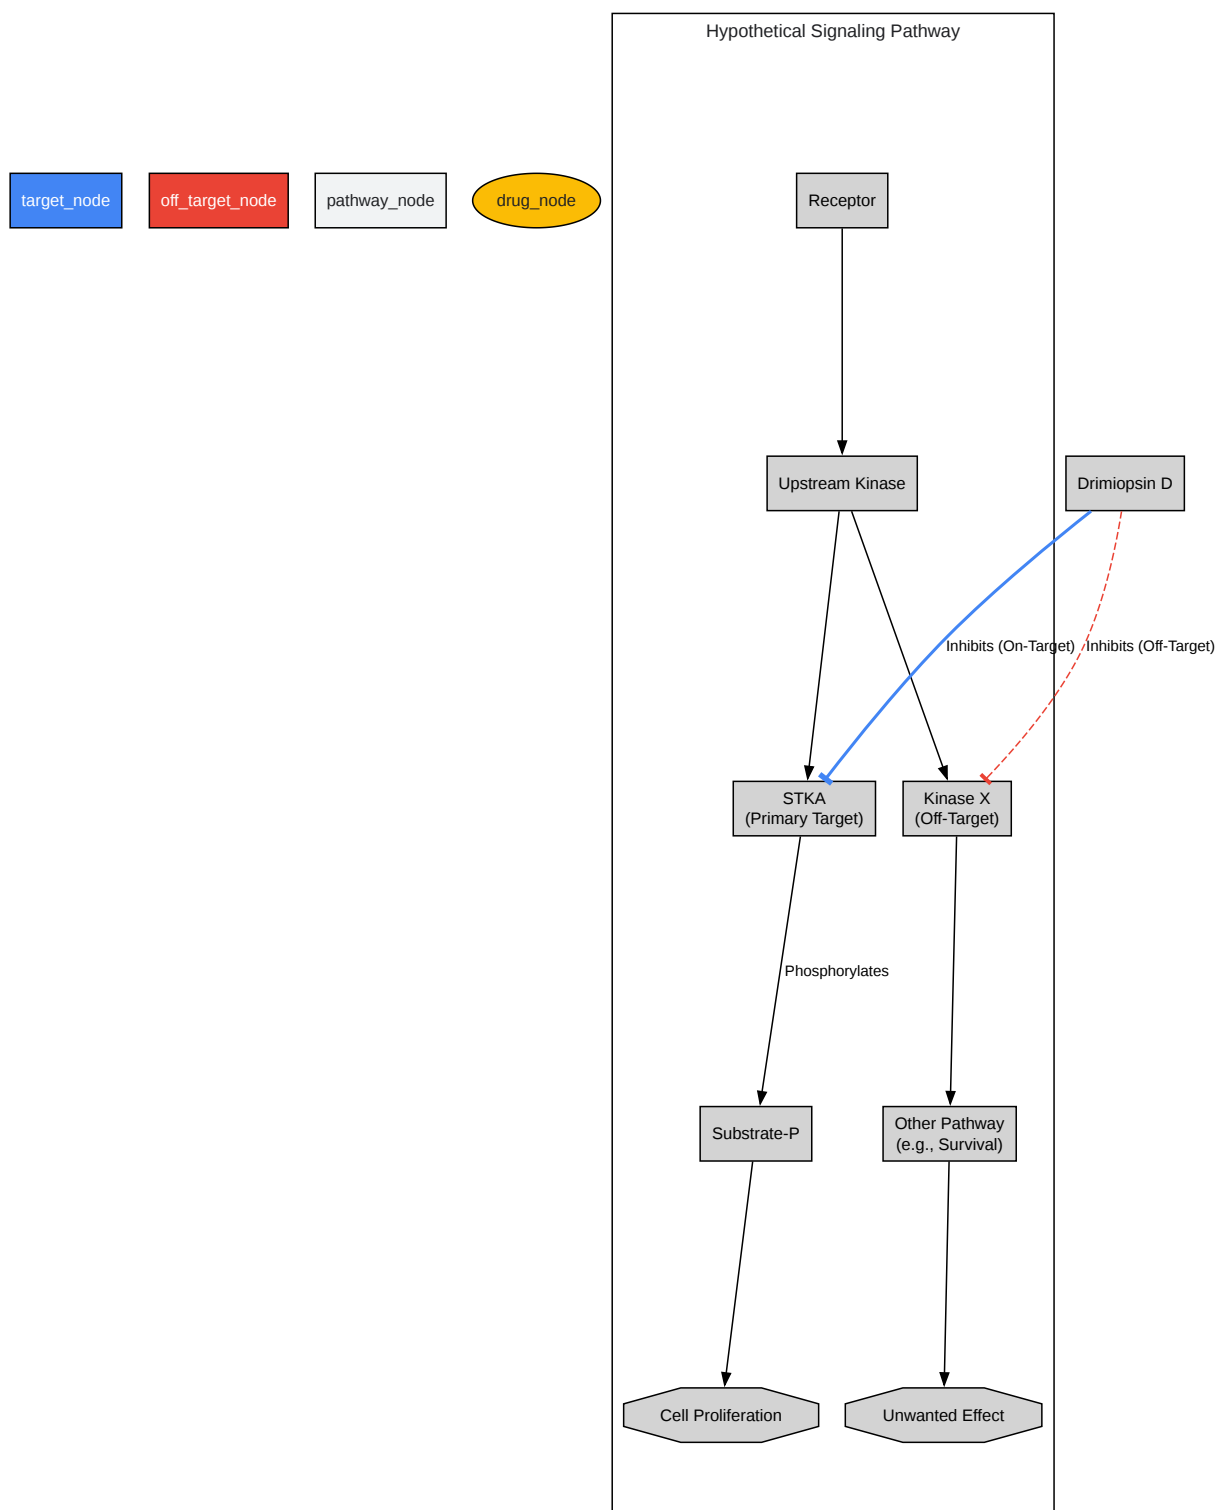 Hypothetical Signaling Pathway
target_node
off_target_node
pathway_node
drug_node
Receptor
Upstream Kinase
Drimiopsin D
Inhibits (On-Target)
Inhibits (Off-Target)
STKA
(Primary Target)
Kinase X
(Off-Target)
Phosphorylates
Substrate-P
Other Pathway
(e.g., Survival)
Cell Proliferation
Unwanted Effect